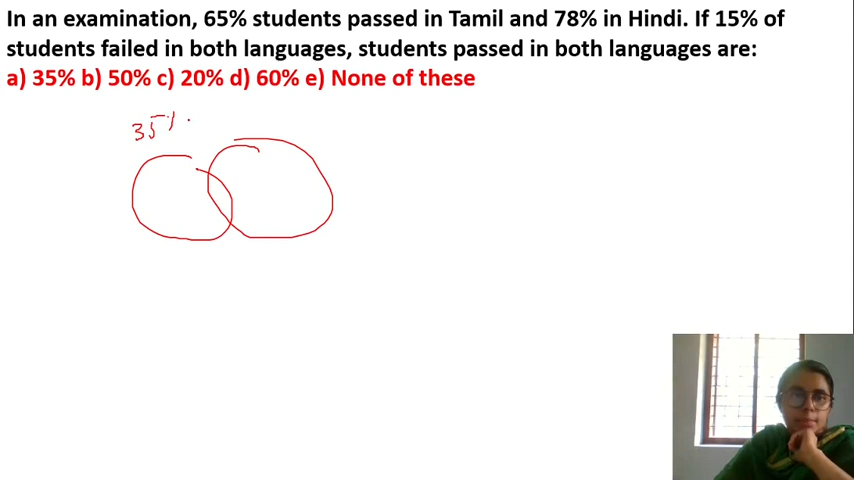 In an examination, 65% students passed in Tamil and 78% in Hindi. If 15% of
students failed in both languages, students passed in both languages are:
a) 35% b) 50% c) 20% d) 60% e) None of these
35%